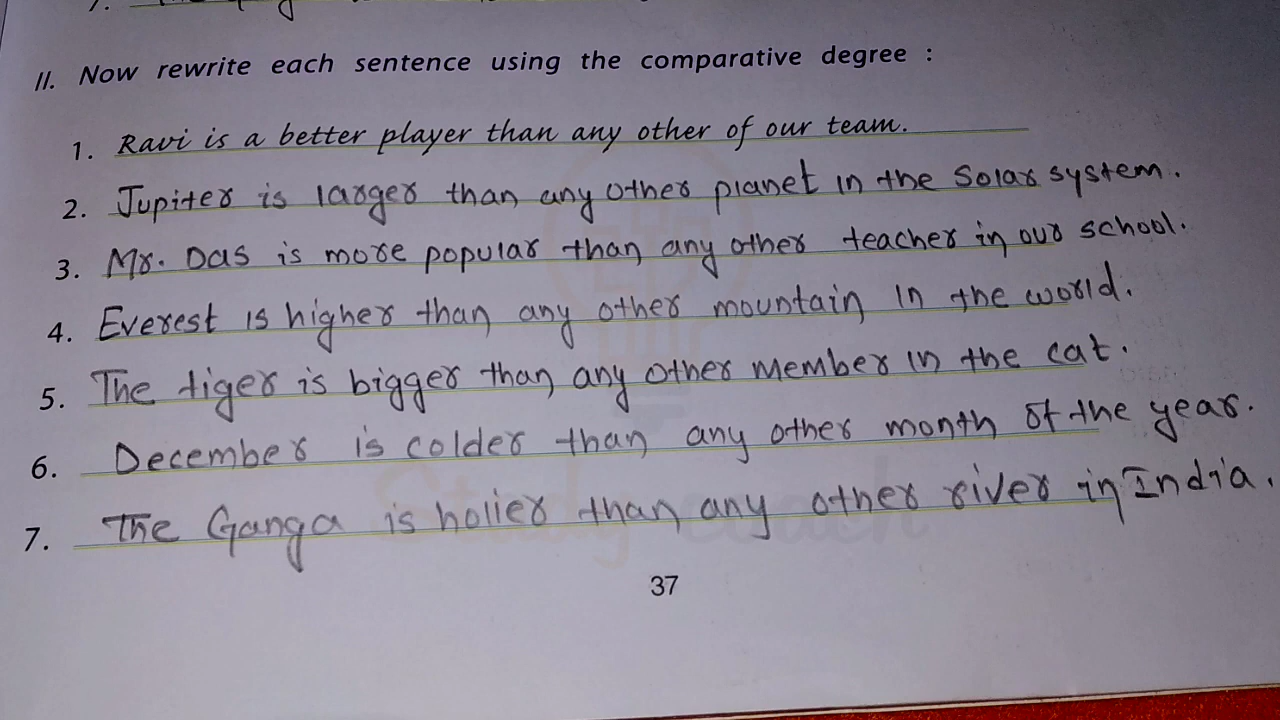 II. Now rewrite each sentence using the comparative degree :
1. Ravi is a better player than any other of our team.
2. Jupiter is larger than any other planet in the Solar system.
3. Mr. Das is more popular than any other teacher in our school.
4. Everest is higher than any other mountain in the world.
5. The tiger is bigger than any other member in the cat.
6. December is colder than any other month of the year.
7. The Ganga is holier than any other river in India.
37